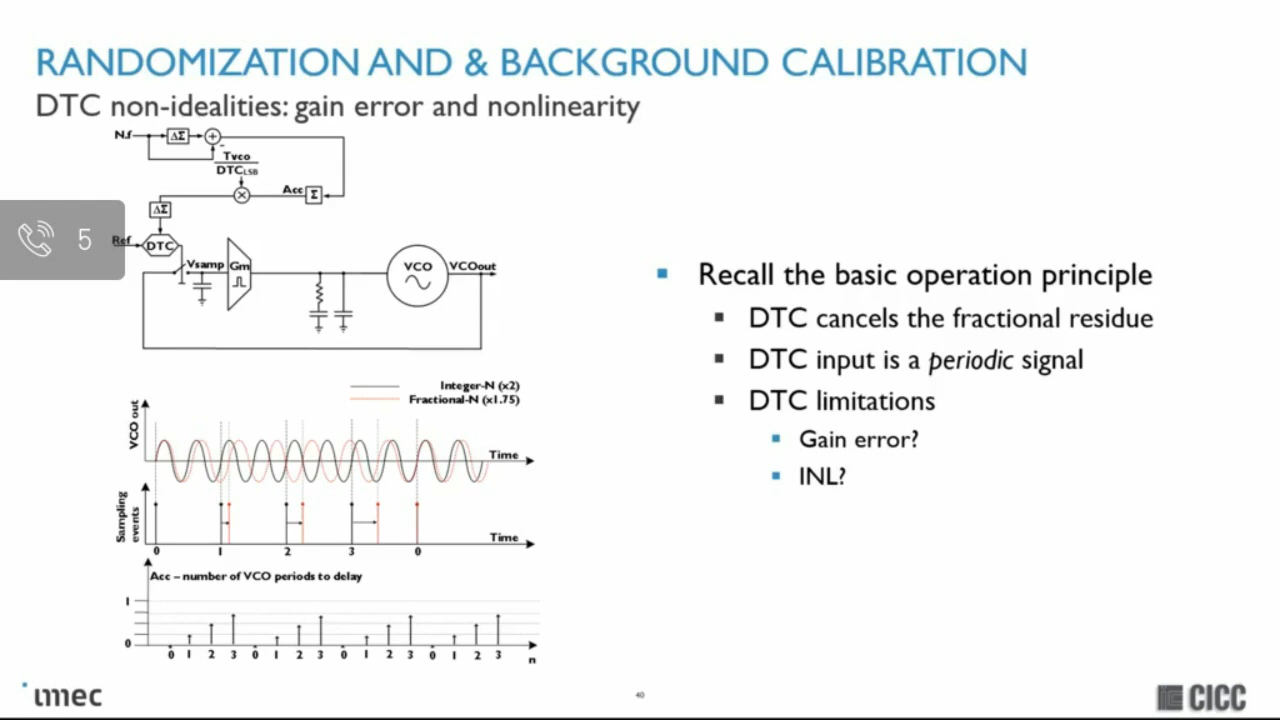 RANDOMIZATION AND & BACKGROUND CALIBRATION
DTC non-idealities: gain error and nonlinearity
N.f
ΔΣ
+
-
Tvco
DTCLSB
Acc
Σ
×
ΔΣ
5
Ref
DTC
Vsamp
Gm
VCO
VCOout
Recall the basic operation principle
DTC cancels the fractional residue
DTC input is a periodic signal
DTC limitations
Gain error?
INL?
Integer-N (x2)
Fractional-N (x1.75)
VCO out
Time
Sampling
events
Time
0 1 2 3 0
Acc – number of VCO periods to delay
1
0
0 1 2 3 0 1 2 3 0 1 2 3 0 1 2 3
n
imec
40
CICC